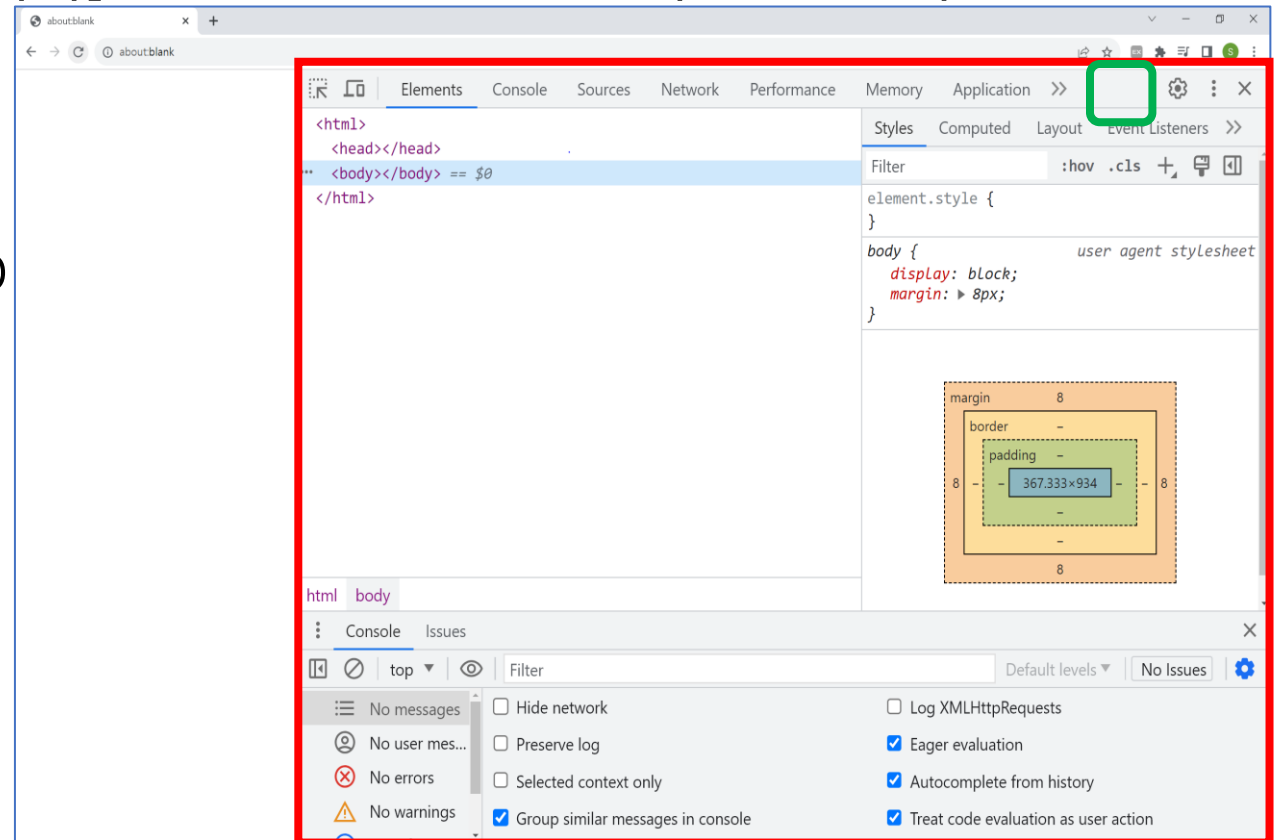 about:blank
about:blank
S
Elements Console Sources Network Performance Memory Application
<html>
<head></head>
<body></body> == $0
</html>
Styles Computed Layout Event Listeners
Filter :hov .cls
element.style {
}
body { user agent stylesheet
display: block;
margin: 8px;
}
margin 8
border –
padding –
8 – – 367.333×934 – – 8
–
–
8
html body
Console Issues
top Filter Default levels No Issues
No messages
No user mes...
No errors
No warnings
Hide network Log XMLHttpRequests
Preserve log Eager evaluation
Selected context only Autocomplete from history
Group similar messages in console Treat code evaluation as user action